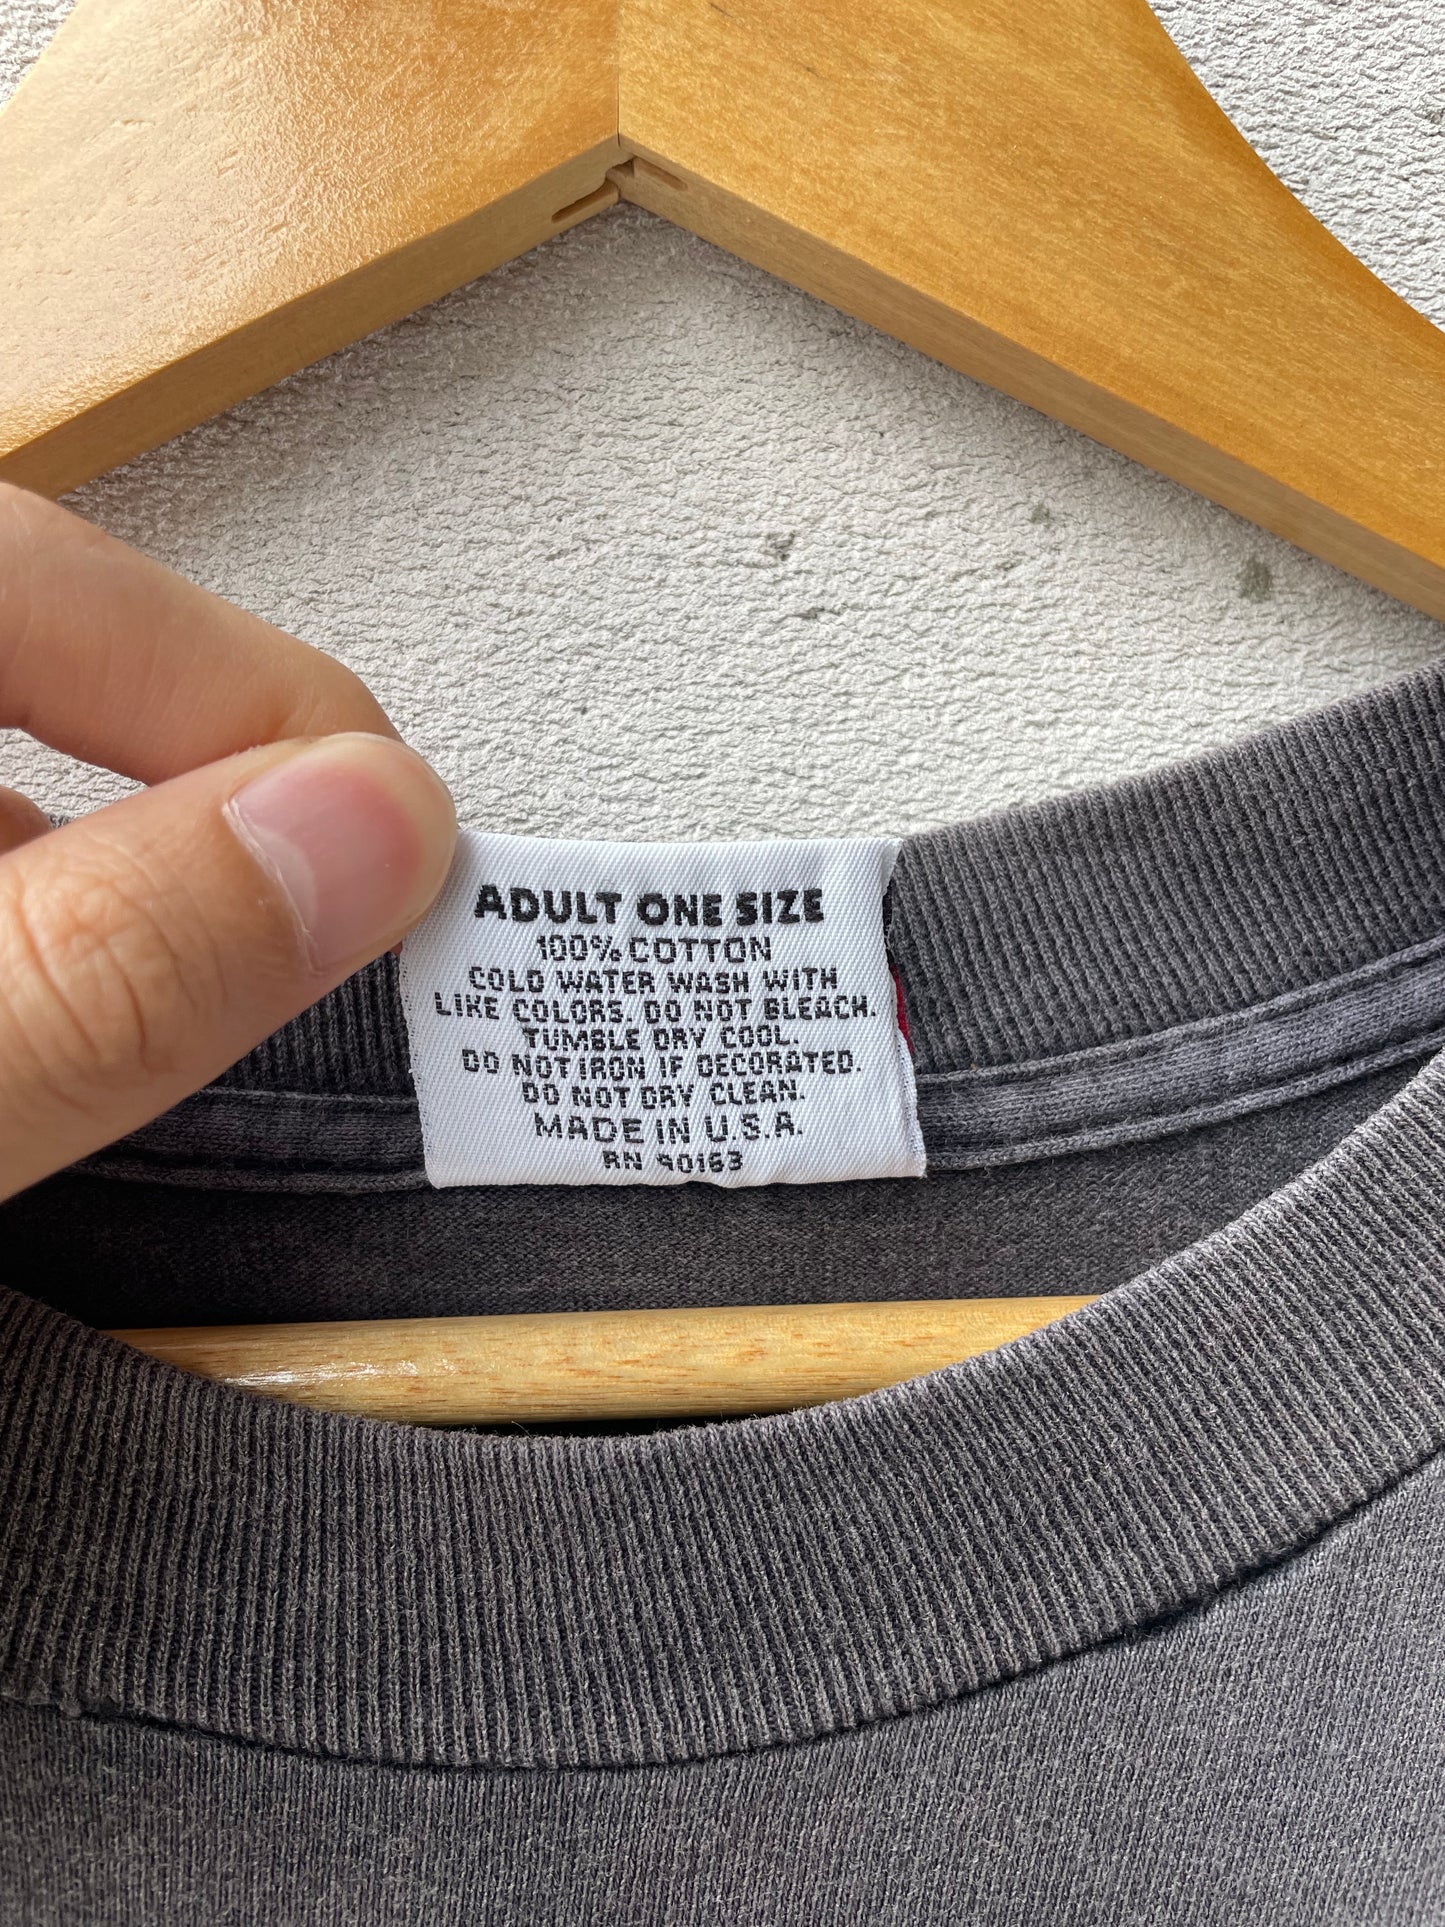 ADULT ONE SIZE
100% COTTON
COLD WATER WASH WITH
LIKE COLORS. DO NOT BLEACH.
TUMBLE DRY COOL.
DO NOT IRON IF DECORATED.
DO NOT DRY CLEAN.
MADE IN U.S.A.
RN 90163